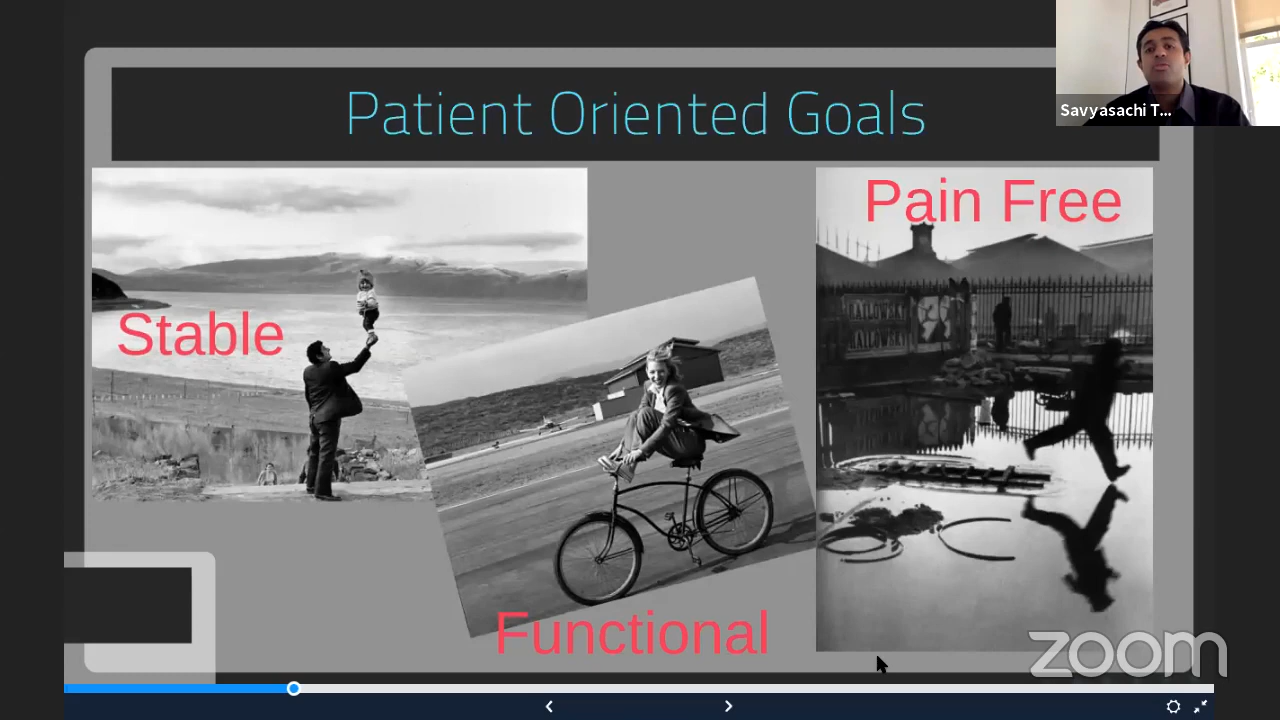 Patient Oriented Goals
Savyasachi T...
Pain Free
Stable
Functional
zoom